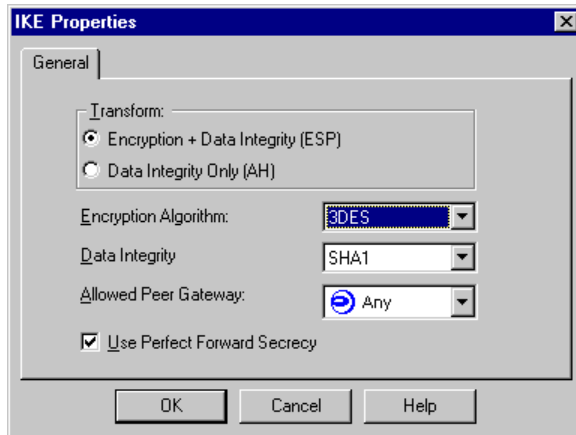 IKE Properties
General
Transform:
Encryption + Data Integrity (ESP)
Data Integrity Only (AH)
Encryption Algorithm: 3DES
Data Integrity SHA1
Allowed Peer Gateway: Any
Use Perfect Forward Secrecy
OK Cancel Help